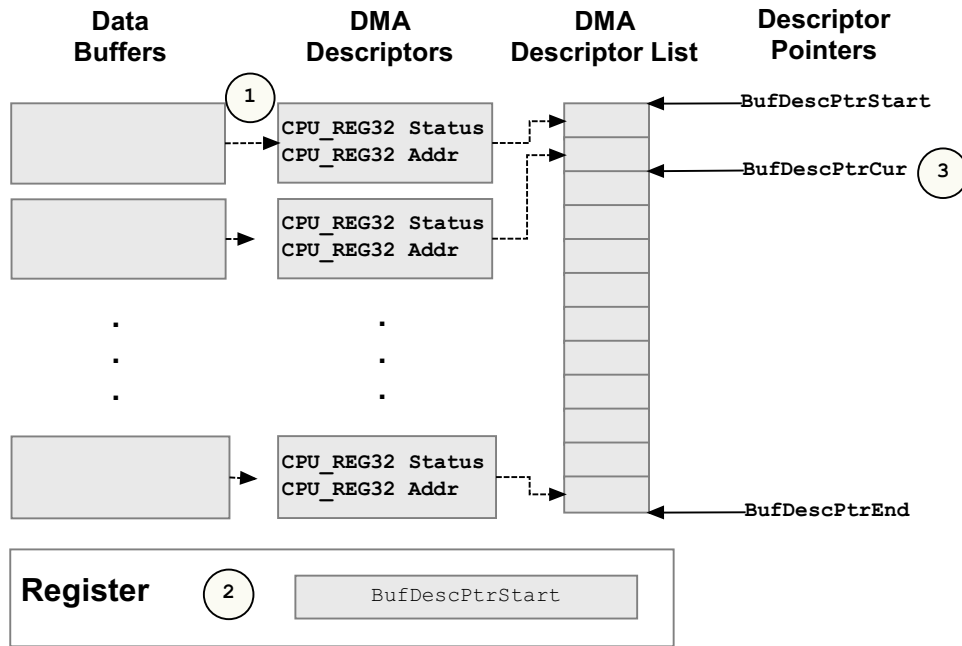 Data
Buffers
DMA
Descriptors
DMA
Descriptor List
Descriptor
Pointers
1
CPU_REG32 Status
CPU_REG32 Addr
BufDescPtrStart
BufDescPtrCur
3
CPU_REG32 Status
CPU_REG32 Addr
.
.
.
.
.
.
CPU_REG32 Status
CPU_REG32 Addr
BufDescPtrEnd
Register
2
BufDescPtrStart